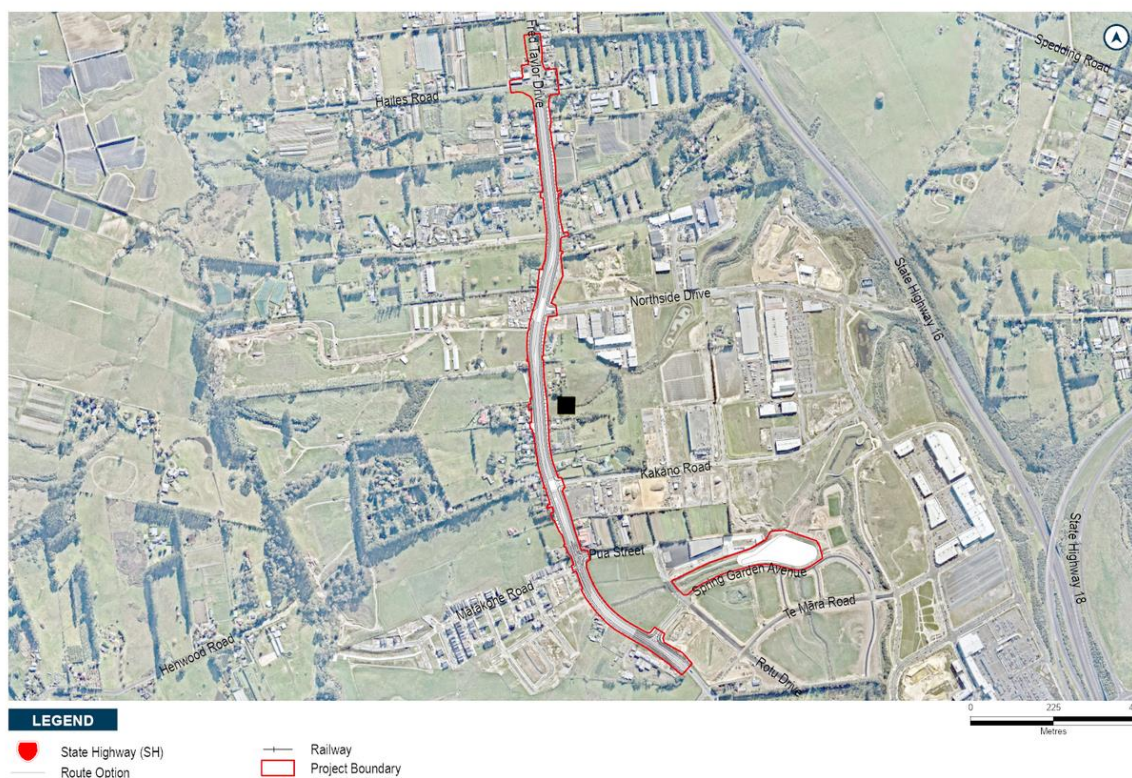 Spedding Road
Fred Taylor Drive
Hailes Road
State Highway 16
Northside Drive
Kakano Road
Pua Street
Spring Garden Avenue
Matakohe Road
Te Māra Road
State Highway 18
Henwood Road
Rotu Drive
LEGEND
State Highway (SH)
Route Option
Railway
Project Boundary
0 225
Metres